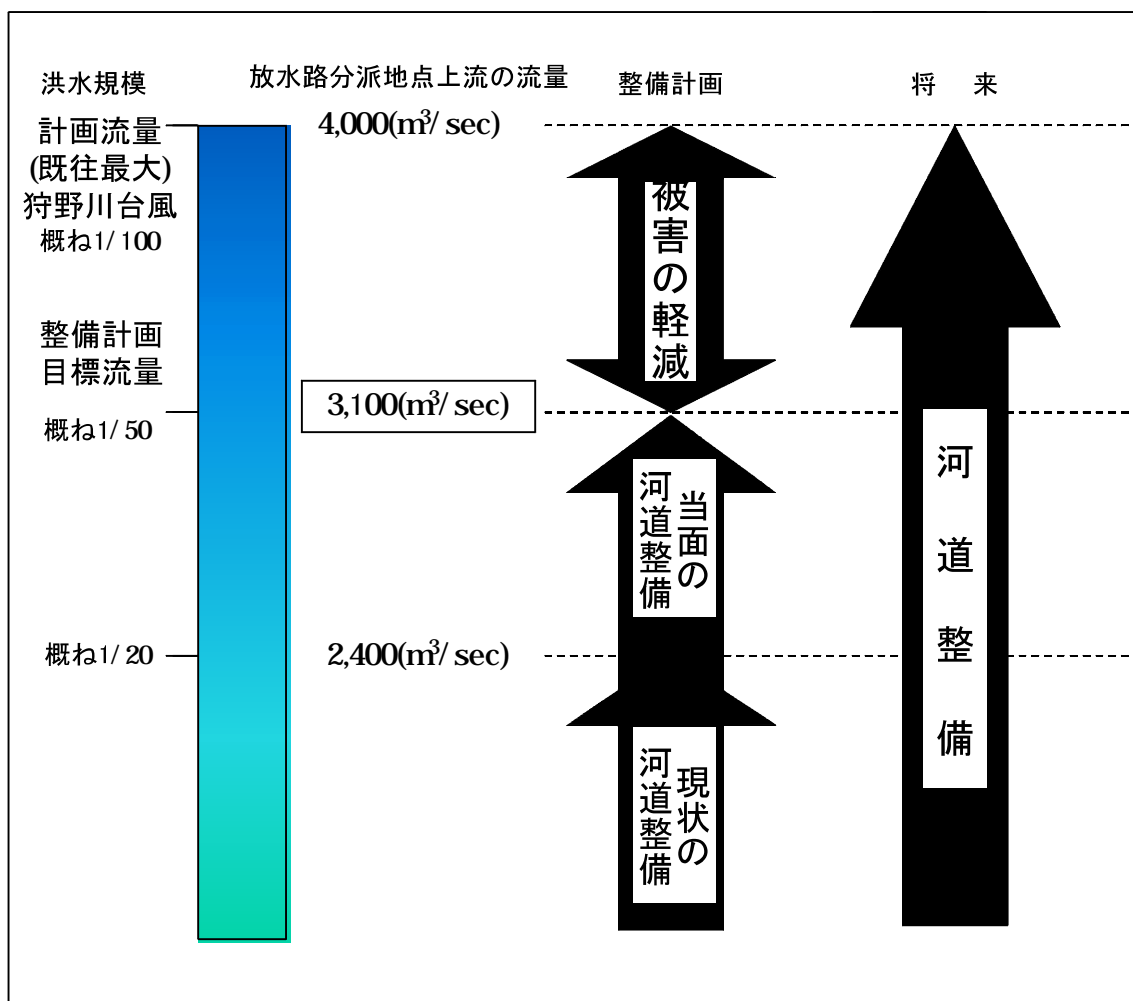 洪水規模
放水路分派地点上流の流量
整備計画
将 来
計画流量
(既往最大)
狩野川台風
概ね1/100
4,000(m³/sec)
整備計画
目標流量
概ね1/50
3,100(m³/sec)
概ね1/20
2,400(m³/sec)
被害の軽減
当面の
河道整備
現状の
河道整備
河道整備